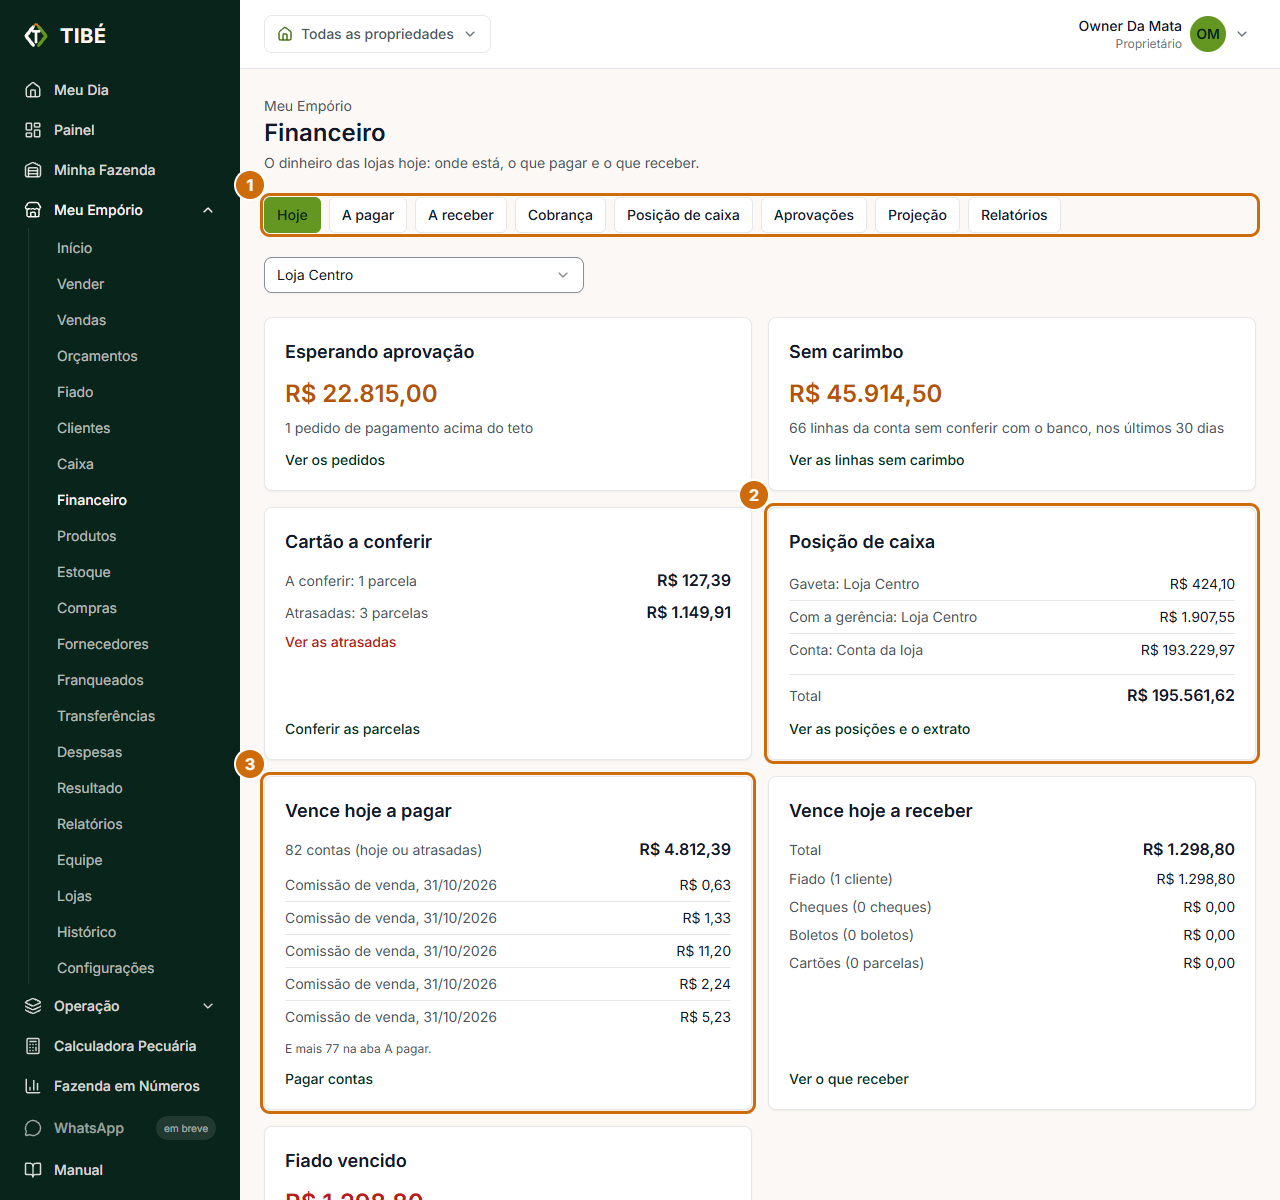 TIBÉ
Meu Dia
Painel
Minha Fazenda
Meu Empório
Início
Vender
Vendas
Orçamentos
Fiado
Clientes
Caixa
Financeiro
Produtos
Estoque
Compras
Fornecedores
Franqueados
Transferências
Despesas
Resultado
Relatórios
Equipe
Lojas
Histórico
Configurações
Operação
Calculadora Pecuária
Fazenda em Números
WhatsApp em breve
Manual
Todas as propriedades
Owner Da Mata
Proprietário
OM
Meu Empório
Financeiro
O dinheiro das lojas hoje: onde está, o que pagar e o que receber.
1
Hoje A pagar A receber Cobrança Posição de caixa Aprovações Projeção Relatórios
Loja Centro
Esperando aprovação
R$ 22.815,00
1 pedido de pagamento acima do teto
Ver os pedidos
Sem carimbo
R$ 45.914,50
66 linhas da conta sem conferir com o banco, nos últimos 30 dias
Ver as linhas sem carimbo
Cartão a conferir
A conferir: 1 parcela R$ 127,39
Atrasadas: 3 parcelas R$ 1.149,91
Ver as atrasadas
Conferir as parcelas
2
Posição de caixa
Gaveta: Loja Centro R$ 424,10
Com a gerência: Loja Centro R$ 1.907,55
Conta: Conta da loja R$ 193.229,97
Total R$ 195.561,62
Ver as posições e o extrato
3
Vence hoje a pagar
82 contas (hoje ou atrasadas) R$ 4.812,39
Comissão de venda, 31/10/2026 R$ 0,63
Comissão de venda, 31/10/2026 R$ 1,33
Comissão de venda, 31/10/2026 R$ 11,20
Comissão de venda, 31/10/2026 R$ 2,24
Comissão de venda, 31/10/2026 R$ 5,23
E mais 77 na aba A pagar.
Pagar contas
Vence hoje a receber
Total R$ 1.298,80
Fiado (1 cliente) R$ 1.298,80
Cheques (0 cheques) R$ 0,00
Boletos (0 boletos) R$ 0,00
Cartões (0 parcelas) R$ 0,00
Ver o que receber
Fiado vencido
R$ 1.298,80